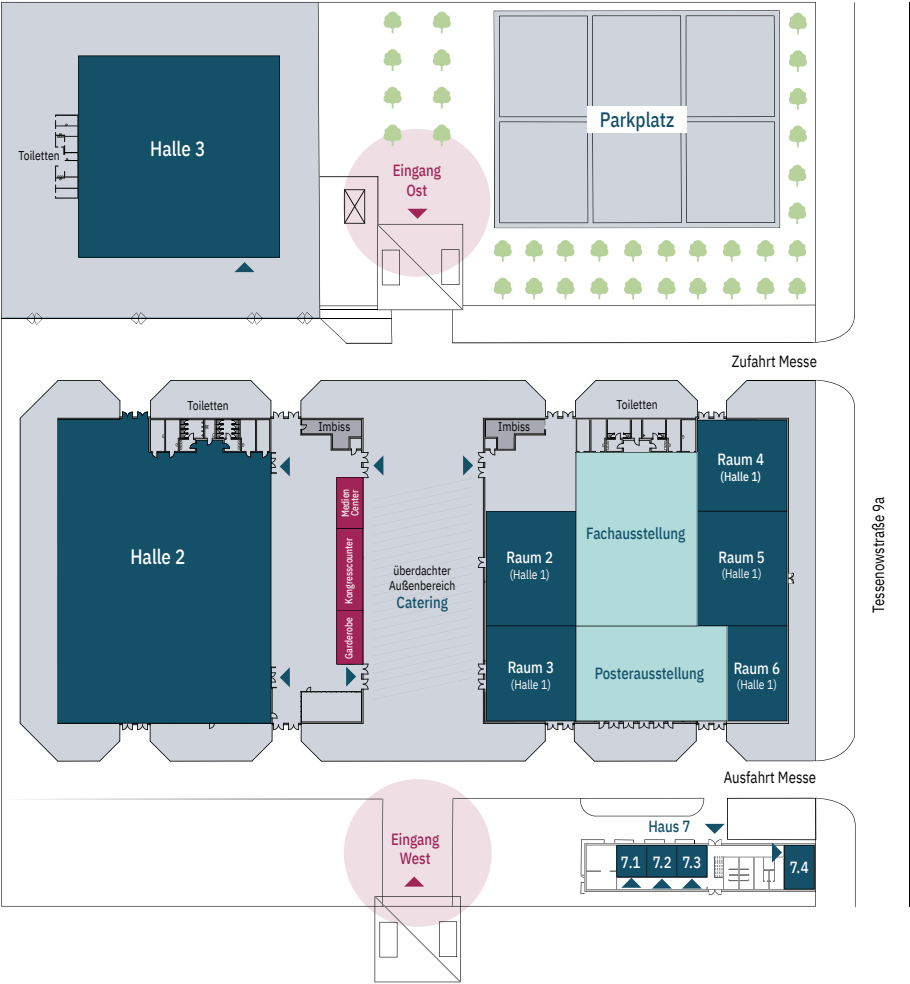 Toiletten
Halle 3
Eingang
Ost
Parkplatz
Zufahrt Messe
Toiletten
Imbiss
Imbiss
Toiletten
Halle 2
Medien
Center
Kongresscounter
Garderobe
überdachter
Außenbereich
Catering
Raum 2
(Halle 1)
Raum 3
(Halle 1)
Fachausstellung
Posterausstellung
Raum 4
(Halle 1)
Raum 5
(Halle 1)
Raum 6
(Halle 1)
Tessenowstraße 9a
Ausfahrt Messe
Eingang
West
Haus 7
7.1
7.2
7.3
7.4